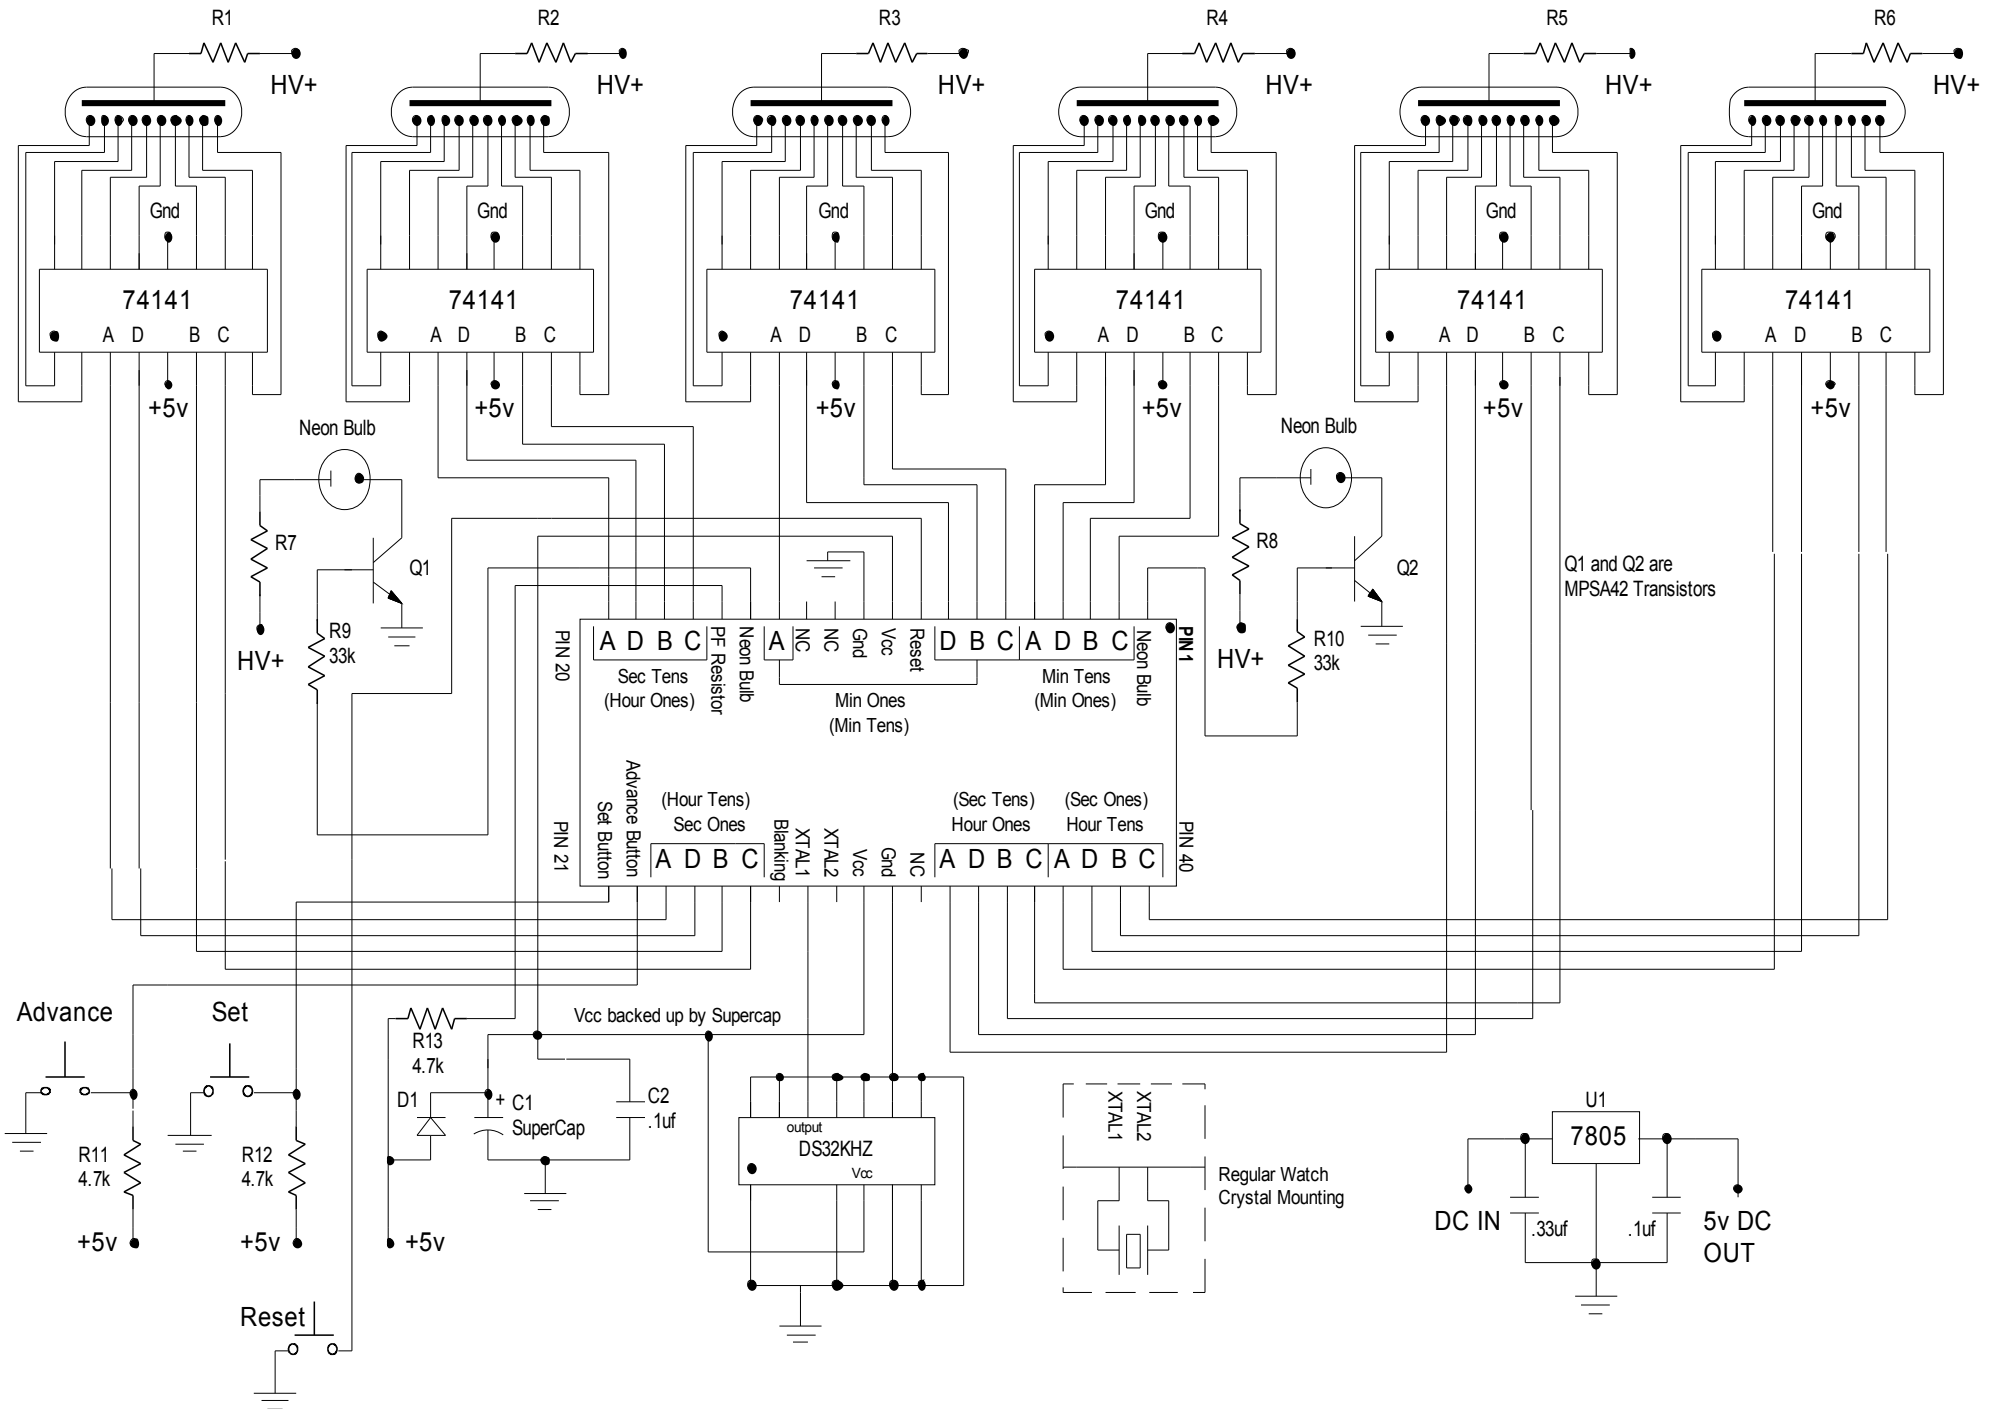 R1
R2
R3
R4
R5
R6
HV+
HV+
HV+
HV+
HV+
HV+
Gnd
Gnd
Gnd
Gnd
Gnd
Gnd
74141
74141
74141
74141
74141
74141
A D B C
A D B C
A D B C
A D B C
A D B C
A D B C
+5v
+5v
+5v
+5v
+5v
+5v
Neon Bulb
R7
Q1
HV+
R9
33k
Neon Bulb
R8
Q2
HV+
R10
33k
Q1 and Q2 are
MPSA42 Transistors
PIN 20
A D B C
PF Resistor
Neon Bulb
A
NC
NC
Gnd
Vcc
Reset
D B C
A D B C
Neon Bulb
PIN 1
Sec Tens
(Hour Ones)
Min Ones
(Min Tens)
Min Tens
(Min Ones)
PIN 21
Set Button
Advance Button
(Hour Tens)
Sec Ones
A D B C
Blanking
XTAL1
XTAL2
Vcc
Gnd
NC
(Sec Tens)
Hour Ones
A D B C
(Sec Ones)
Hour Tens
A D B C
PIN 40
Advance
Set
R11
4.7k
+5v
R12
4.7k
+5v
R13
4.7k
D1
+ C1
SuperCap
C2
.1uf
+5v
Vcc backed up by Supercap
output
DS32KHZ
Vcc
XTAL1
XTAL2
Regular Watch
Crystal Mounting
U1
7805
DC IN
.33uf
.1uf
5v DC
OUT
Reset